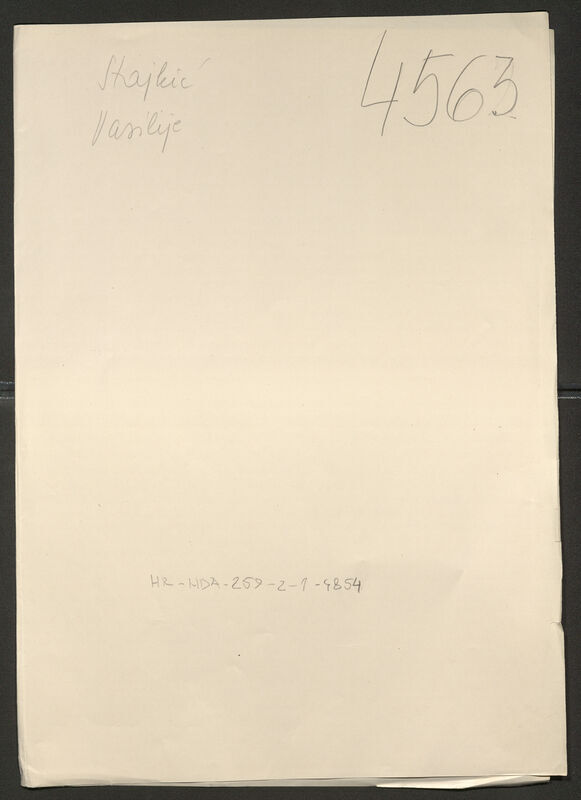 Stajkić
Vasilije
4563.
HR-HDA-259-2-1-4854